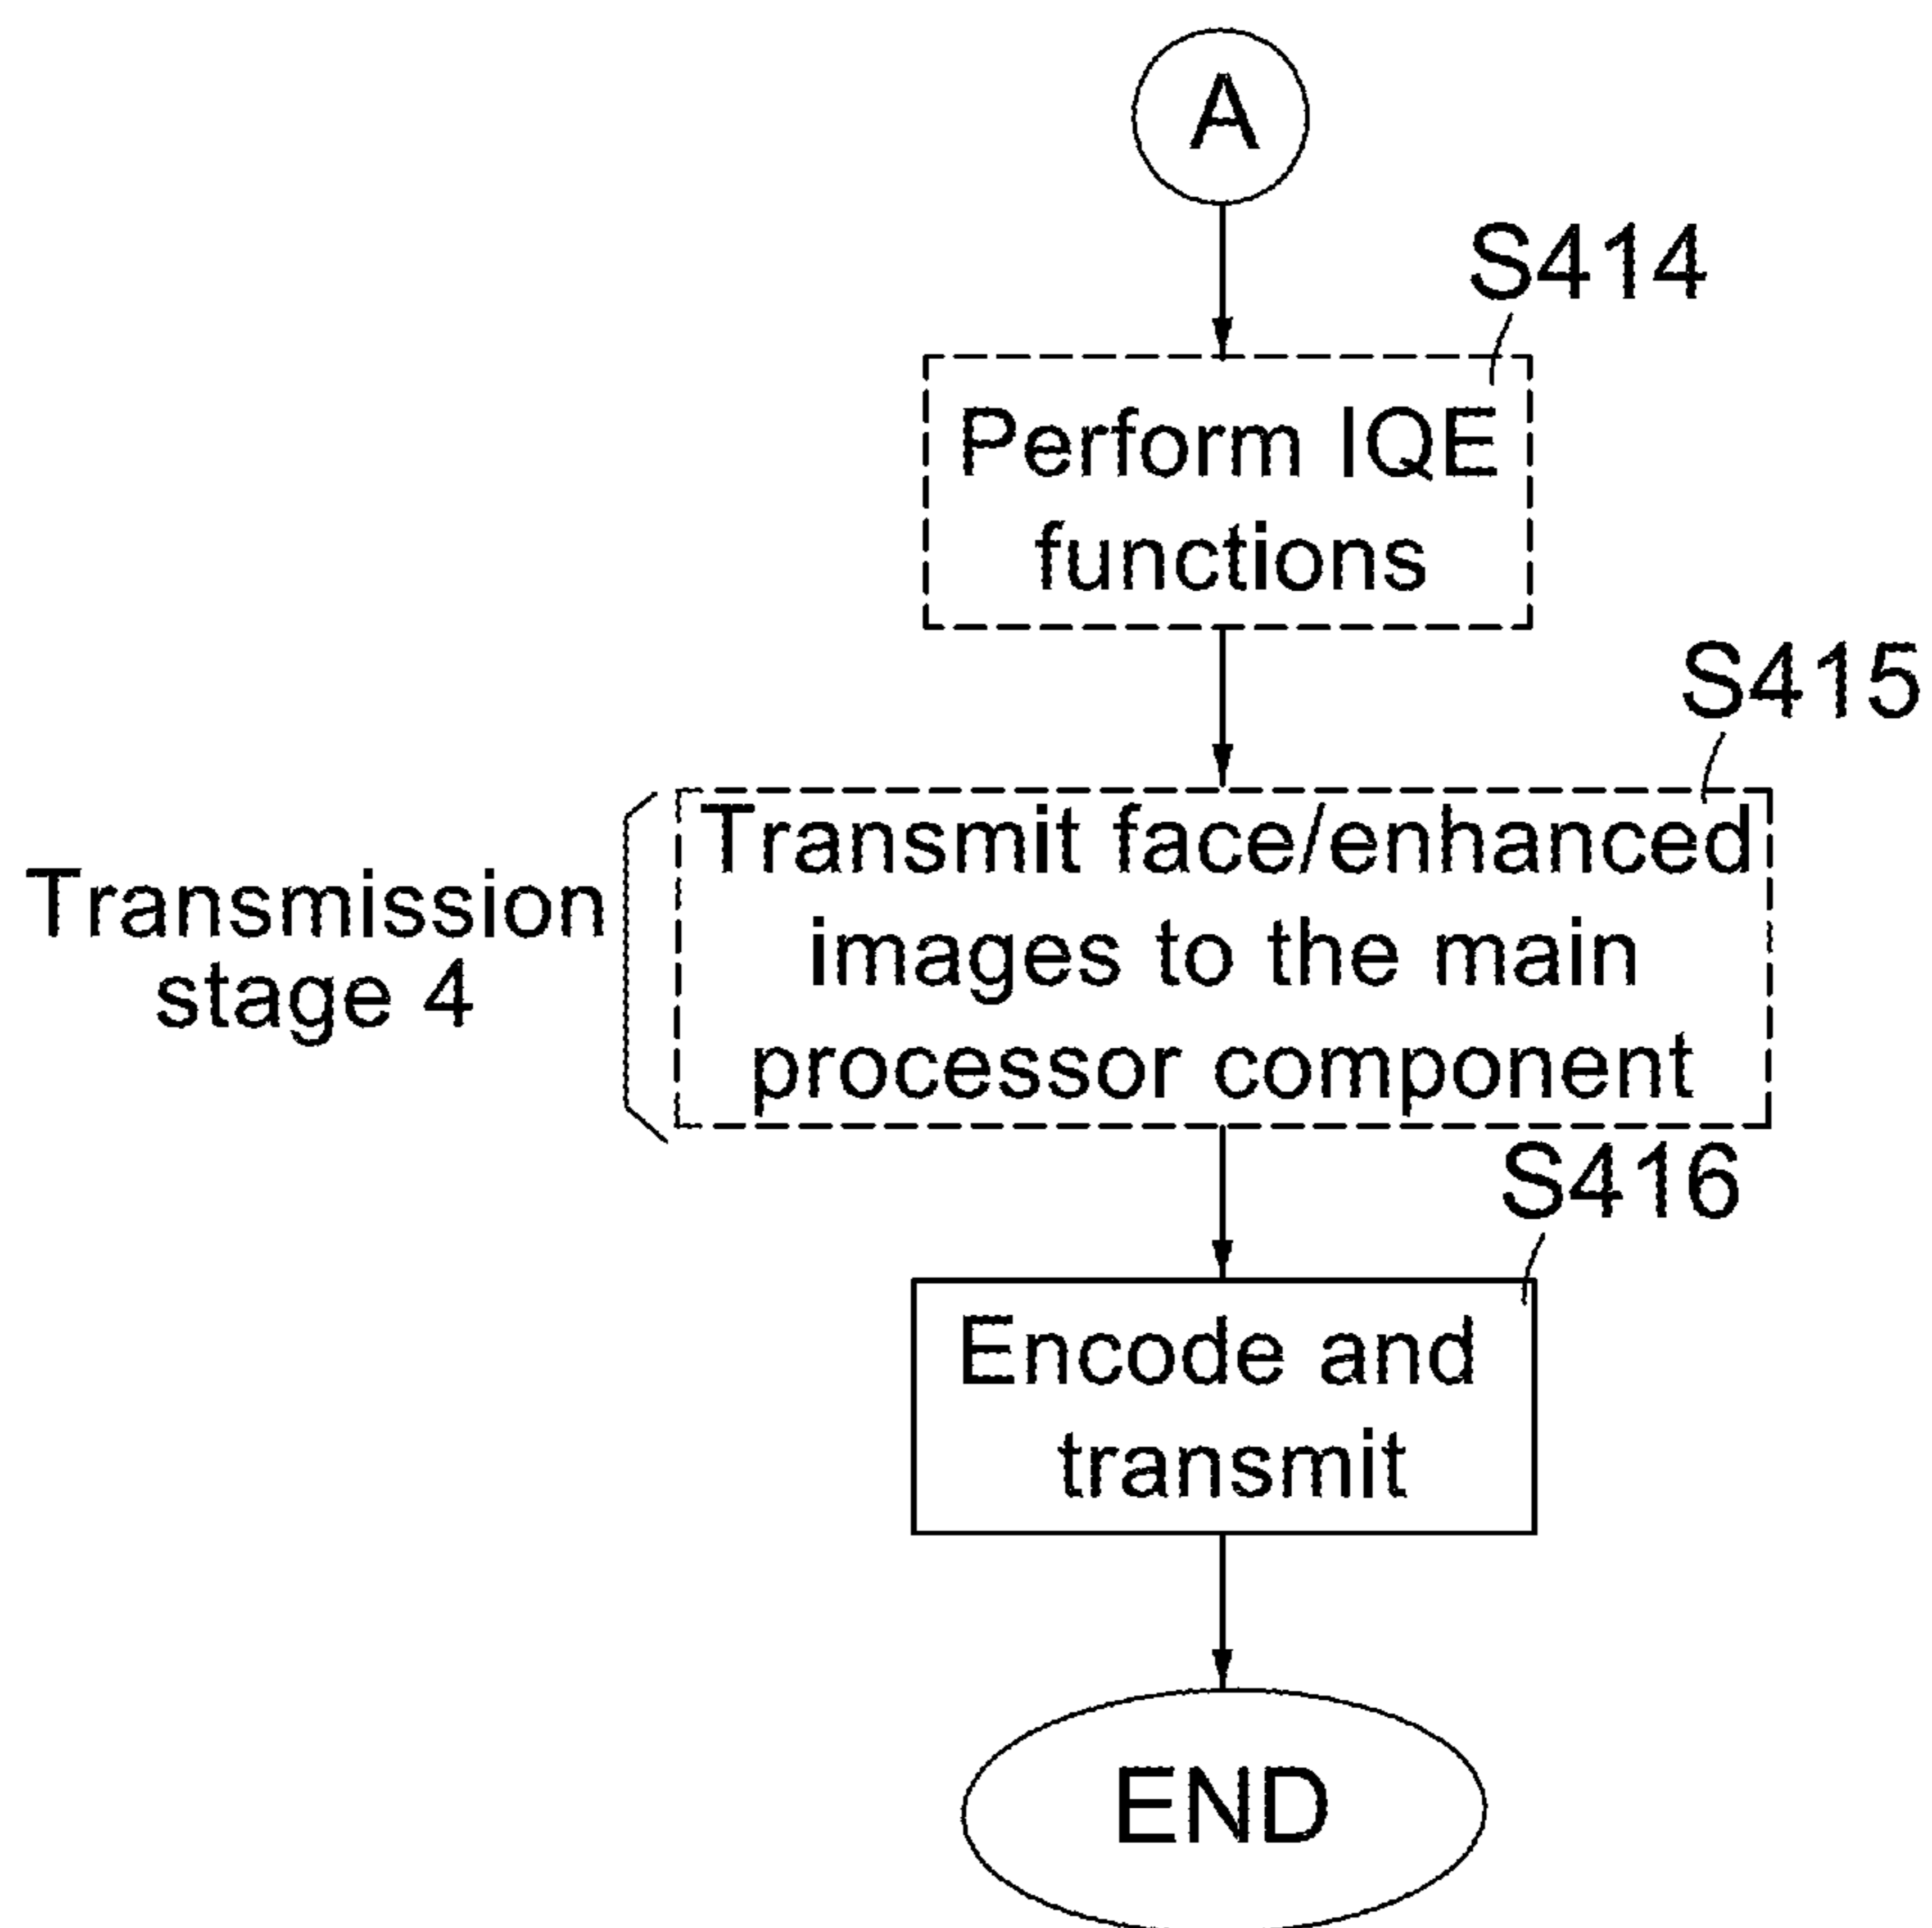 A
S414
Perform IQE
functions
S415
Transmission
stage 4
Transmit face/enhanced
images to the main
processor component
S416
Encode and
transmit
END